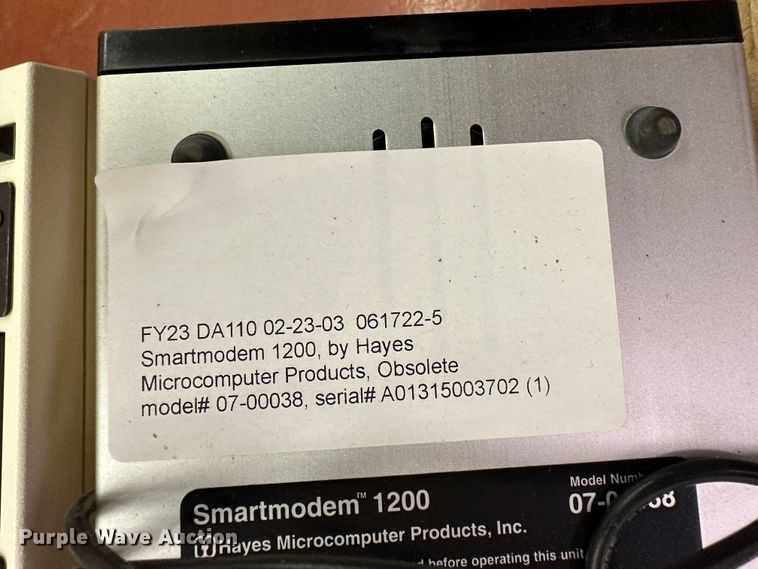 FY23 DA110 02-23-03 061722-5
Smartmodem 1200, by Hayes
Microcomputer Products, Obsolete
model# 07-00038, serial# A01315003702 (1)
Model
Smartmodem™ 1200
Hayes Microcomputer Products, Inc.
before operating this unit
Purple Wave Auction